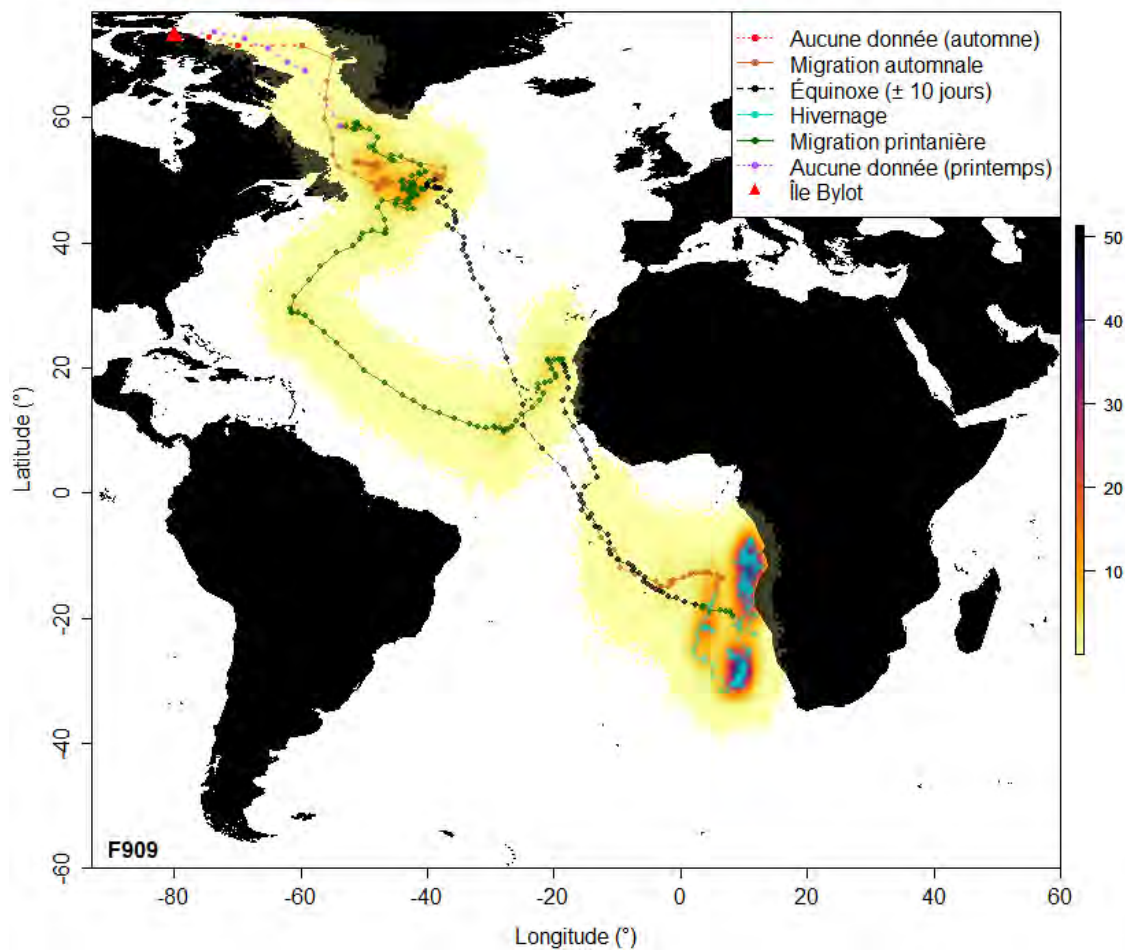 Aucune donnée (automne)
Migration automnale
Équinoxe (± 10 jours)
Hivernage
Migration printanière
Aucune donnée (printemps)
Île Bylot
60
40
20
0
-20
-40
-60
Latitude (°)
50
40
30
20
10
F909
-80
-60
-40
-20
0
20
40
60
Longitude (°)